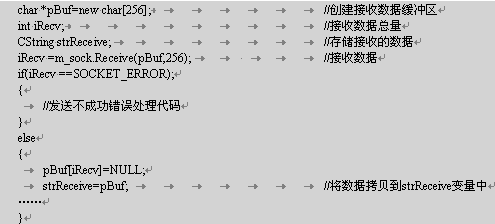 char *pBuf=new char[256]; //创建接收数据缓冲区
int iRecv; //接收数据总量
CString strReceive; //存储接收的数据
iRecv =m_sock.Receive(pBuf,256); //接收数据
if(iRecv ==SOCKET_ERROR);
{
//发送不成功错误处理代码
}
else
{
pBuf[iRecv]=NULL;
strReceive=pBuf; //将数据拷贝到strReceive变量中
……
}